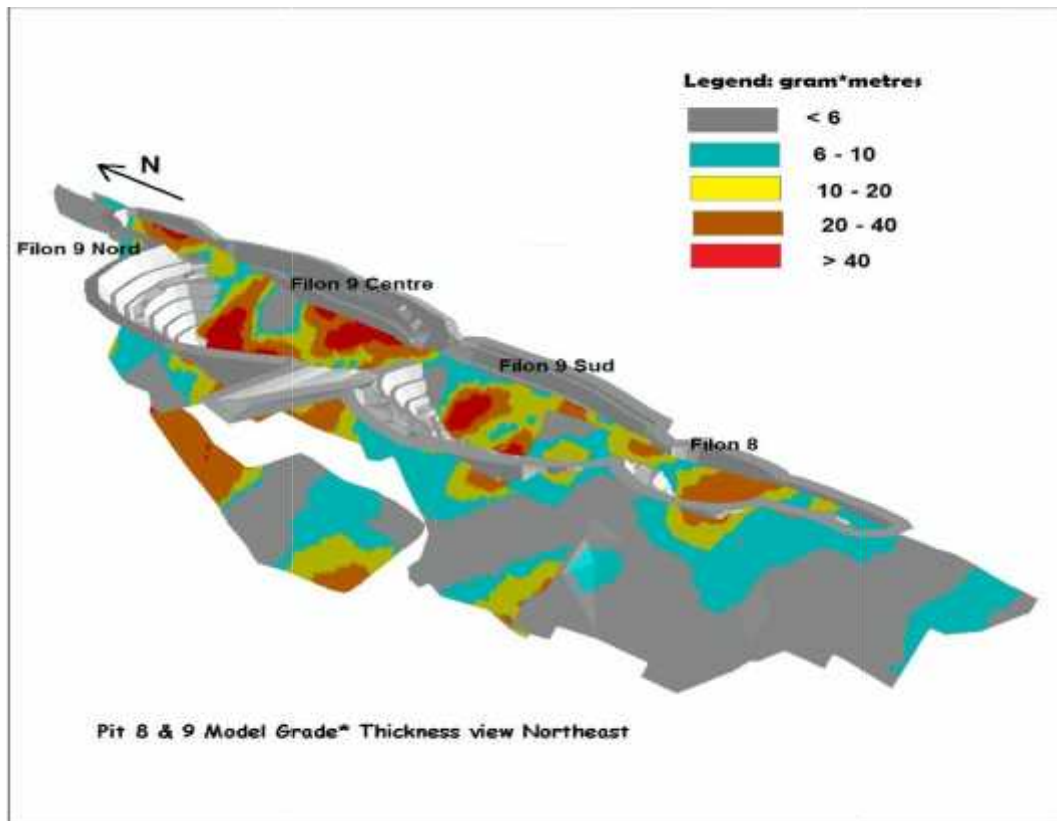 Legend: gram*metres
< 6
6 - 10
10 - 20
20 - 40
> 40
N
Filon 9 Nord
Filon 9 Centre
Filon 9 Sud
Filon 8
Pit 8 & 9 Model Grade* Thickness view Northeast